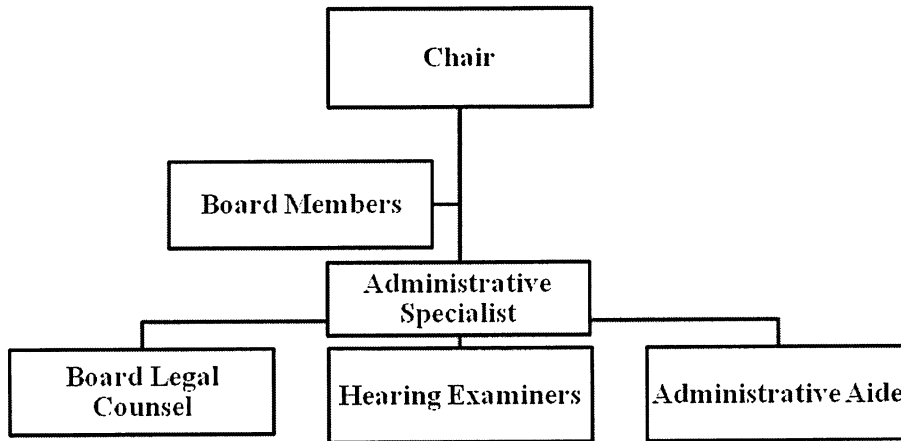 Chair
Board Members
Administrative
Specialist
Board Legal
Counsel
Hearing Examiners
Administrative Aide